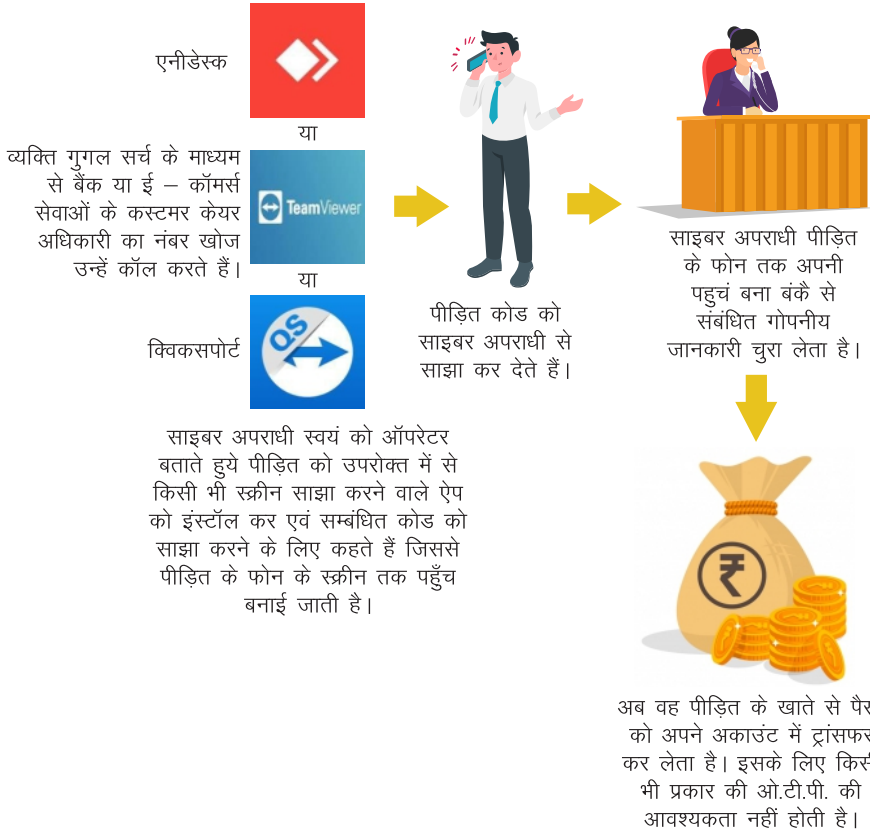 एनीडेस्क
या
व्यक्ति गुगल सर्च के माध्यम
से बैंक या ई – कॉमर्स
सेवाओं के कस्टमर केयर
अधिकारी का नंबर खोज
उन्हें कॉल करते हैं।
TeamViewer
या
क्विकसपोर्ट
QS
साइबर अपराधी स्वयं को ऑपरेटर
बताते हुये पीड़ित को उपरोक्त में से
किसी भी स्क्रीन साझा करने वाले ऐप
को इंस्टॉल कर एवं सम्बंधित कोड को
साझा करने के लिए कहते हैं जिससे
पीड़ित के फोन के स्क्रीन तक पहुँच
बनाई जाती है।
पीड़ित कोड को
साइबर अपराधी से
साझा कर देते हैं।
साइबर अपराधी पीड़ित
के फोन तक अपनी
पहुचं बना बंकै से
संबंधित गोपनीय
जानकारी चुरा लेता है।
₹
अब वह पीड़ित के खाते से पैस
को अपने अकाउंट में ट्रांसफर
कर लेता है। इसके लिए किसी
भी प्रकार की ओ.टी.पी. की
आवश्यकता नहीं होती है।